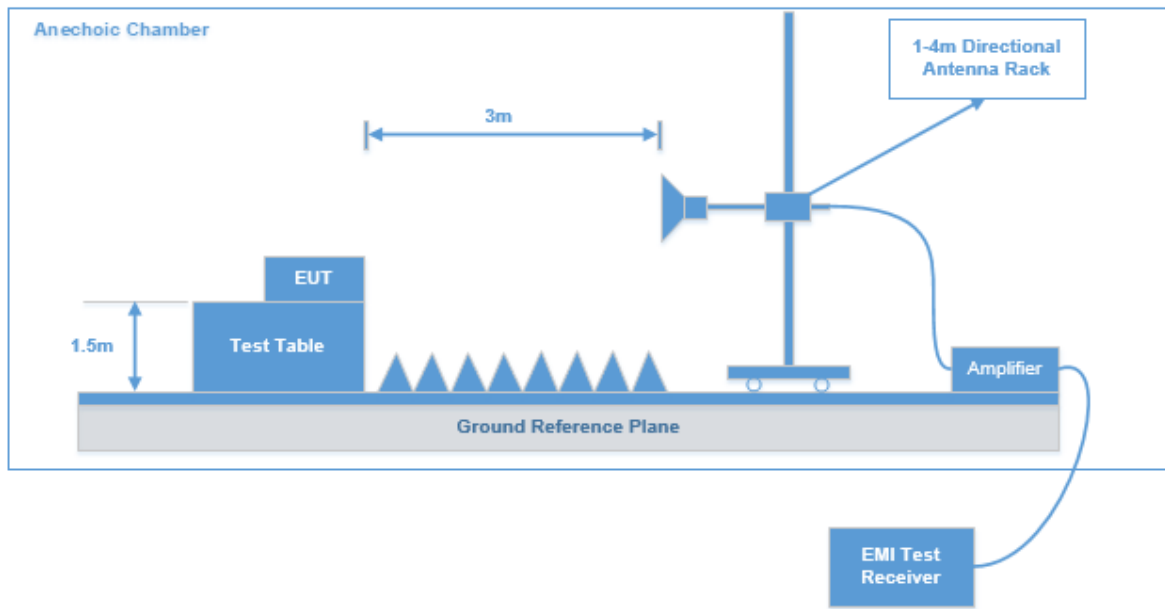 Anechoic Chamber
1-4m Directional
Antenna Rack
3m
EUT
1.5m
Test Table
Amplifier
Ground Reference Plane
EMI Test
Receiver